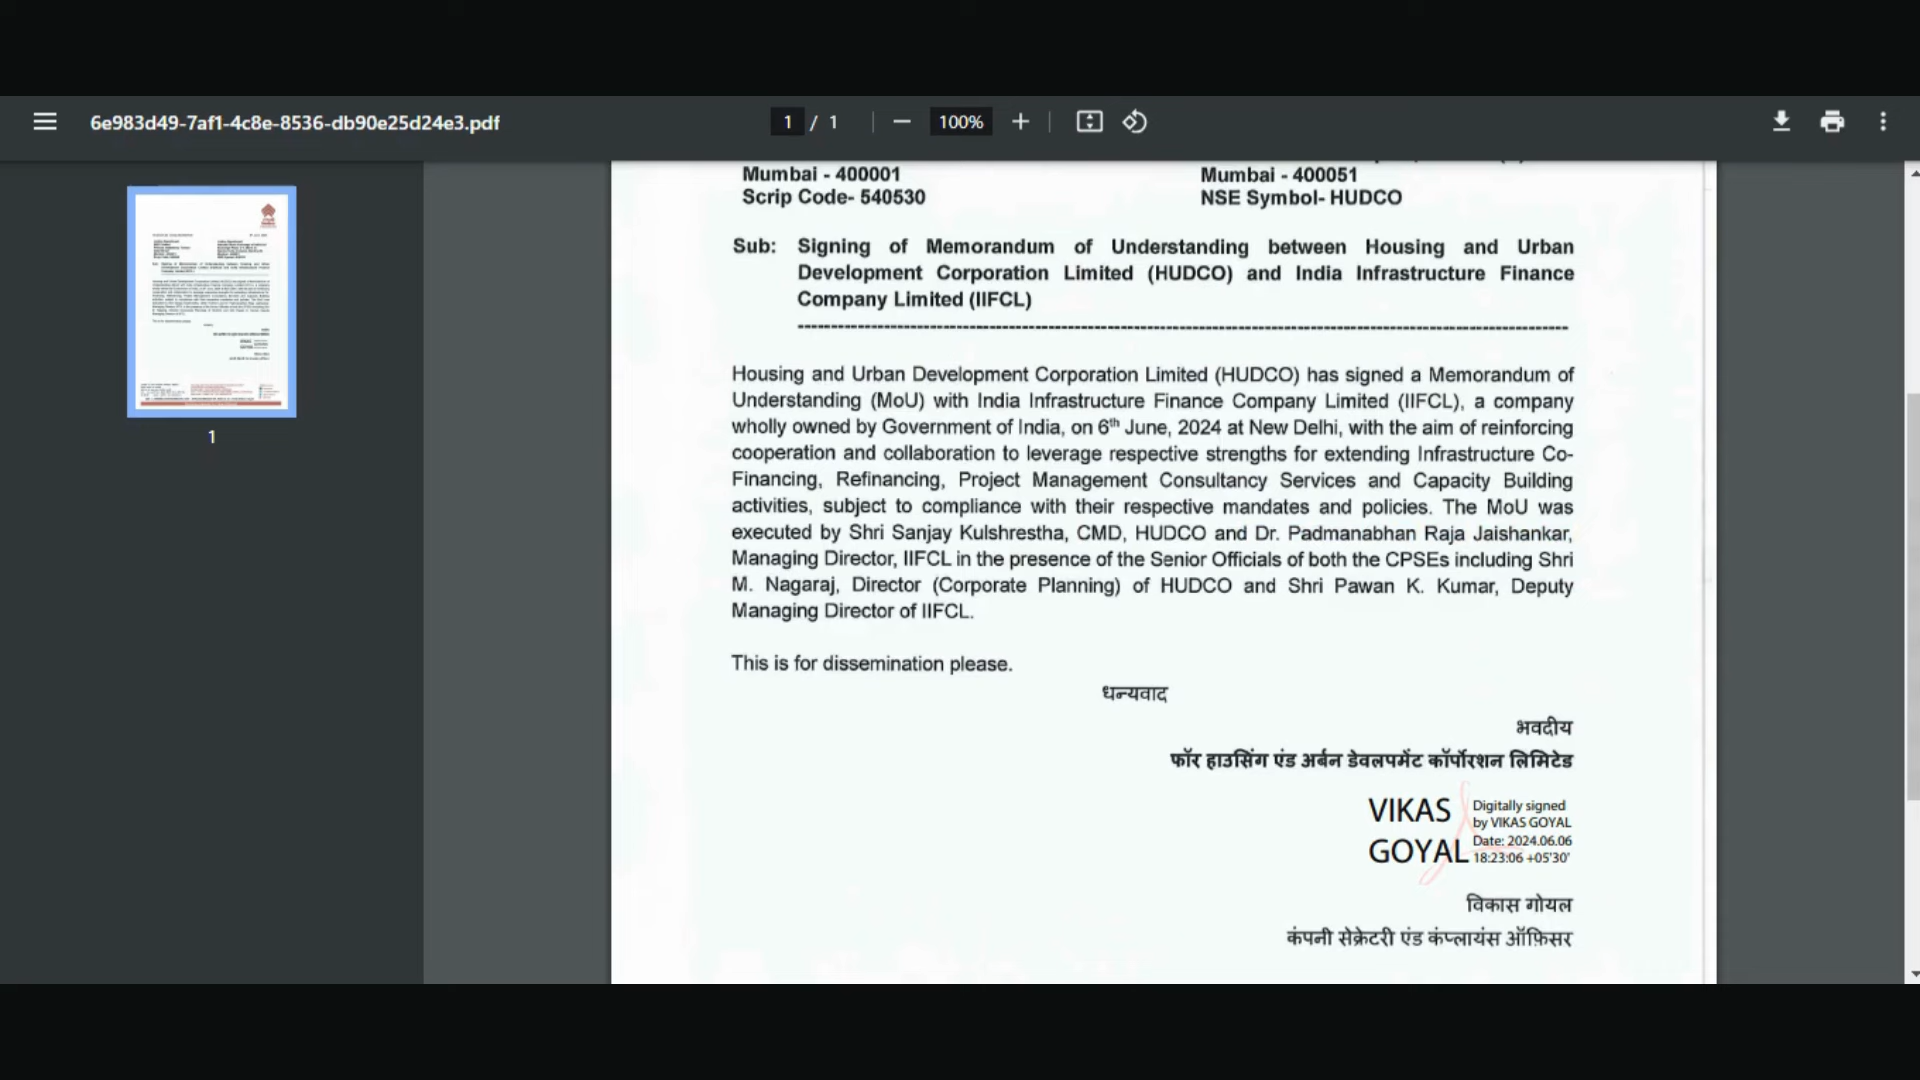 6e983d49-7af1-4c8e-8536-db90e25d24e3.pdf
1 / 1
100%
1
Mumbai - 400001
Scrip Code- 540530
Mumbai - 400051
NSE Symbol- HUDCO
Sub: Signing of Memorandum of Understanding between Housing and Urban
Development Corporation Limited (HUDCO) and India Infrastructure Finance
Company Limited (IIFCL)
Housing and Urban Development Corporation Limited (HUDCO) has signed a Memorandum of
Understanding (MoU) with India Infrastructure Finance Company Limited (IIFCL), a company
wholly owned by Government of India, on 6th June, 2024 at New Delhi, with the aim of reinforcing
cooperation and collaboration to leverage respective strengths for extending Infrastructure Co-
Financing, Refinancing, Project Management Consultancy Services and Capacity Building
activities, subject to compliance with their respective mandates and policies. The MoU was
executed by Shri Sanjay Kulshrestha, CMD, HUDCO and Dr. Padmanabhan Raja Jaishankar,
Managing Director, IIFCL in the presence of the Senior Officials of both the CPSEs including Shri
M. Nagaraj, Director (Corporate Planning) of HUDCO and Shri Pawan K. Kumar, Deputy
Managing Director of IIFCL.
This is for dissemination please.
धन्यवाद
भवदीय
फॉर हाउसिंग एंड अर्बन डेवलपमेंट कॉर्पोरशन लिमिटेड
VIKAS
GOYAL
Digitally signed
by VIKAS GOYAL
Date: 2024.06.06
18:23:06 +05'30'
विकास गोयल
कंपनी सेक्रेटरी एंड कंप्लायंस ऑफ़िसर